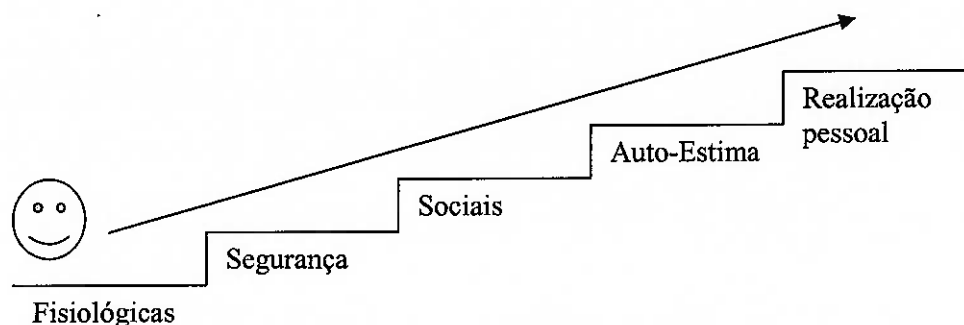 Realização
pessoal
Auto-Estima
Sociais
Segurança
Fisiológicas